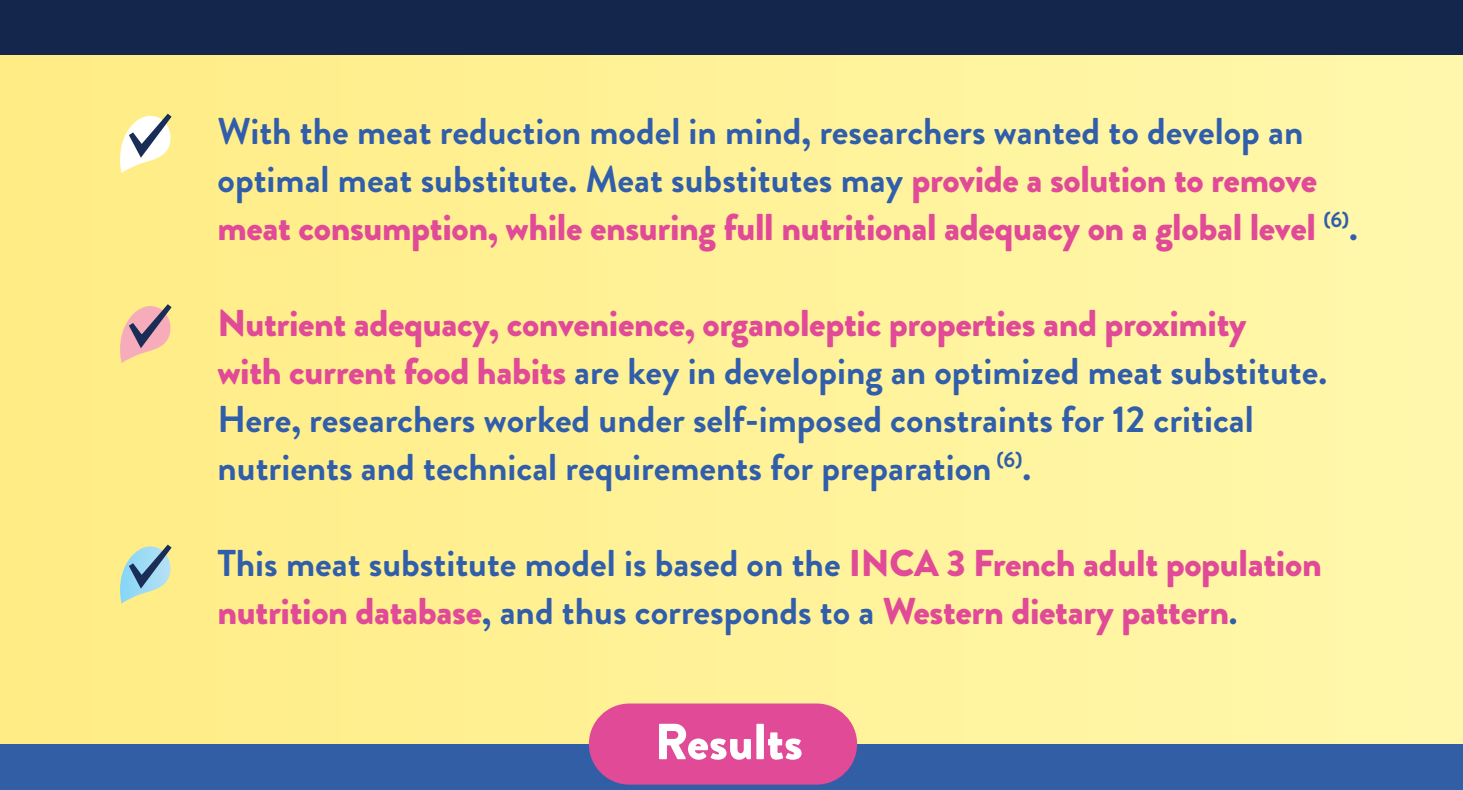 With the meat reduction model in mind, researchers wanted to develop an
optimal meat substitute. Meat substitutes may provide a solution to remove
meat consumption, while ensuring full nutritional adequacy on a global level (6).
Nutrient adequacy, convenience, organoleptic properties and proximity
with current food habits are key in developing an optimized meat substitute.
Here, researchers worked under self-imposed constraints for 12 critical
nutrients and technical requirements for preparation (6).
This meat substitute model is based on the INCA 3 French adult population
nutrition database, and thus corresponds to a Western dietary pattern.
Results